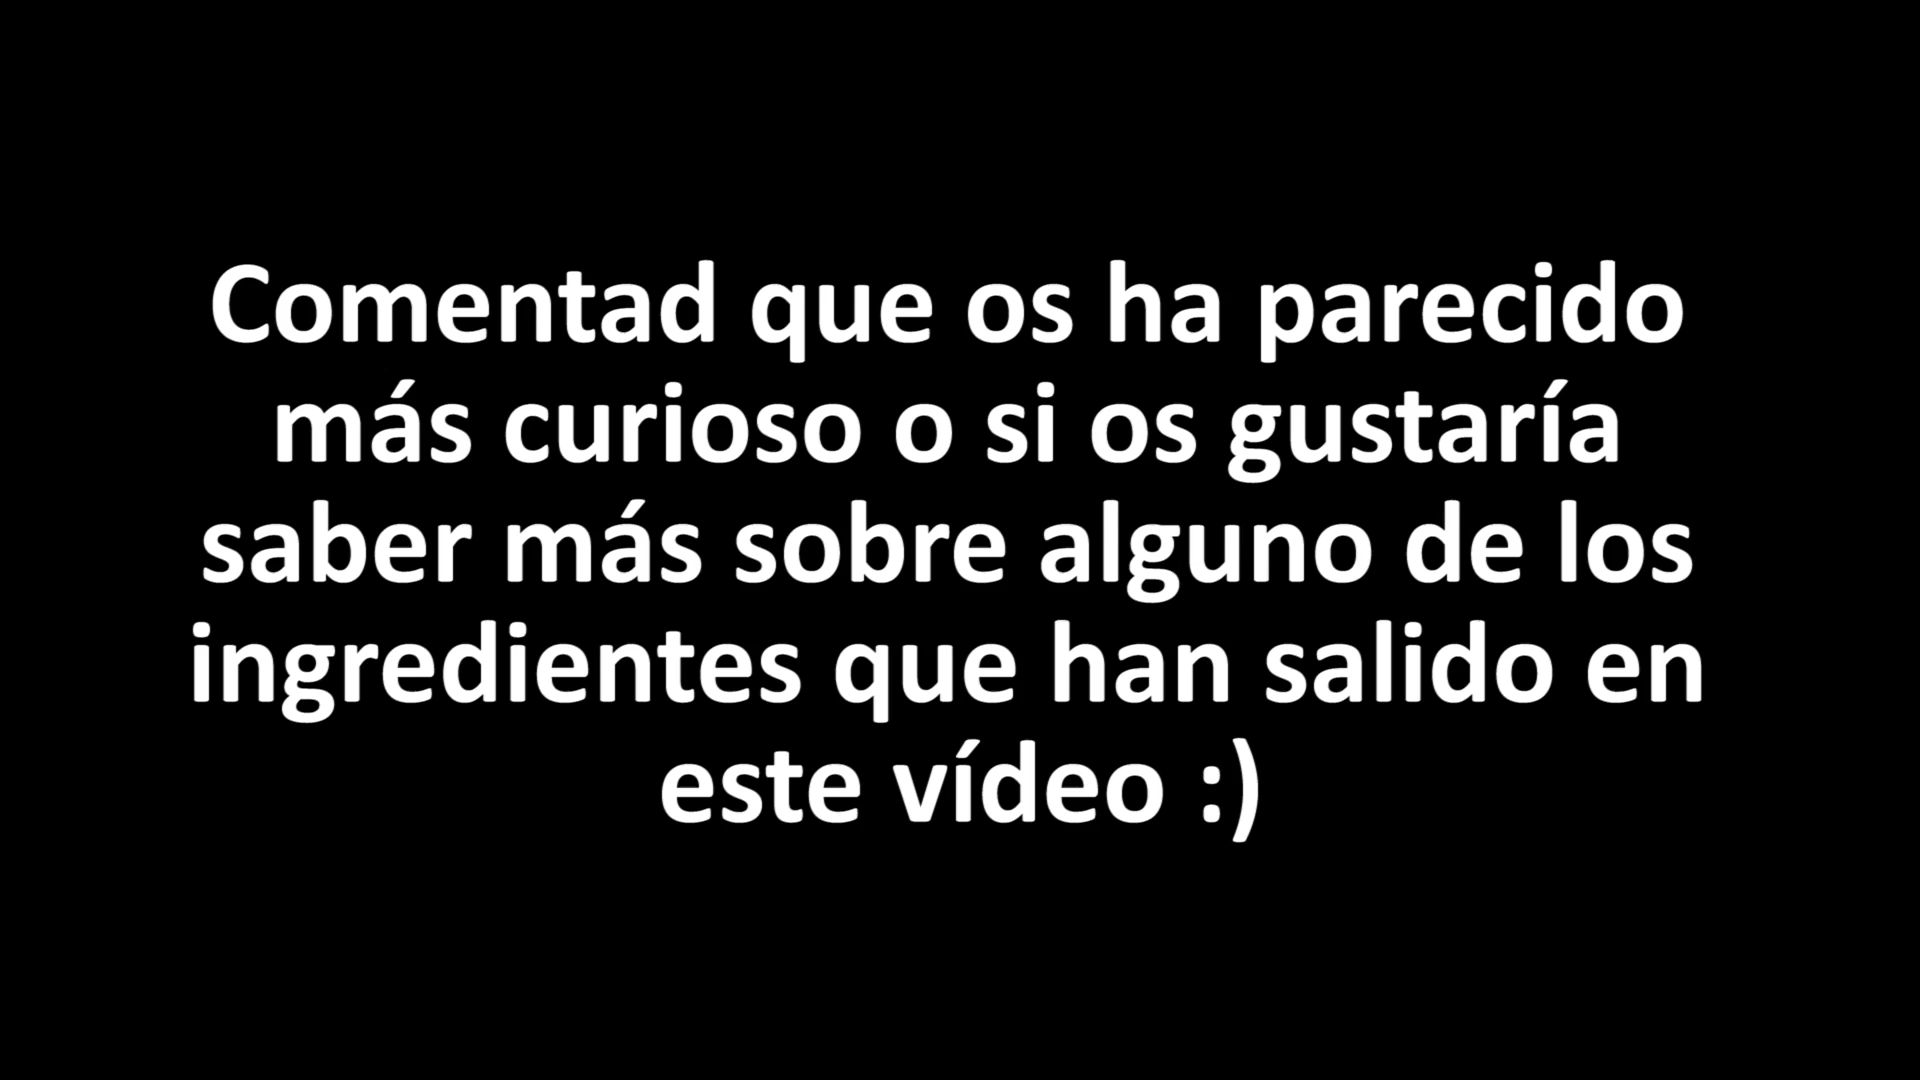 Comentad que os ha parecido
más curioso o si os gustaría
saber más sobre alguno de los
ingredientes que han salido en
este vídeo :)